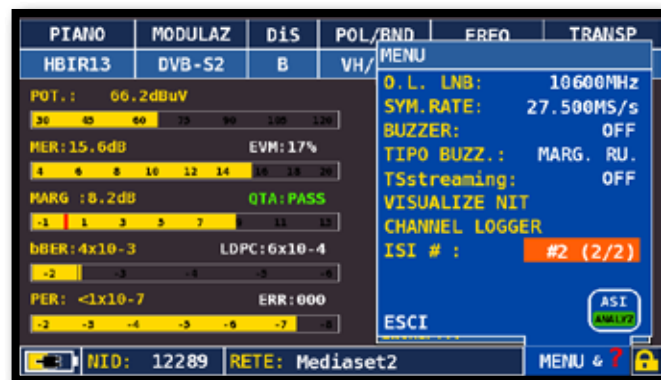 PIANO MODULAZ DiS POL/BND FREQ TRANSP
HBIR13 DVB-S2 B VH/
MENU
O.L. LNB: 10600MHz
SYM.RATE: 27.500MS/s
BUZZER: OFF
TIPO BUZZ.: MARG. RU.
TSstreaming: OFF
VISUALIZE NIT
CHANNEL LOGGER
ISI # : #2 (2/2)
ASI
ANALYZ
ESCI
POT.: 66.2dBuV
30 45 60 75 90 105 120
MER:15.6dB EVM:17%
4 6 8 10 12 14 16 18 20
MARG :8.2dB QTA:PASS
-1 1 3 5 7 9 11 13
bBER:4x10-3 LDPC:6x10-4
-2 -3 -4 -5 -6
PER: <1x10-7 ERR:000
-2 -3 -4 -5 -6 -7 -8
NID: 12289 RETE: Mediaset2 MENU & ?